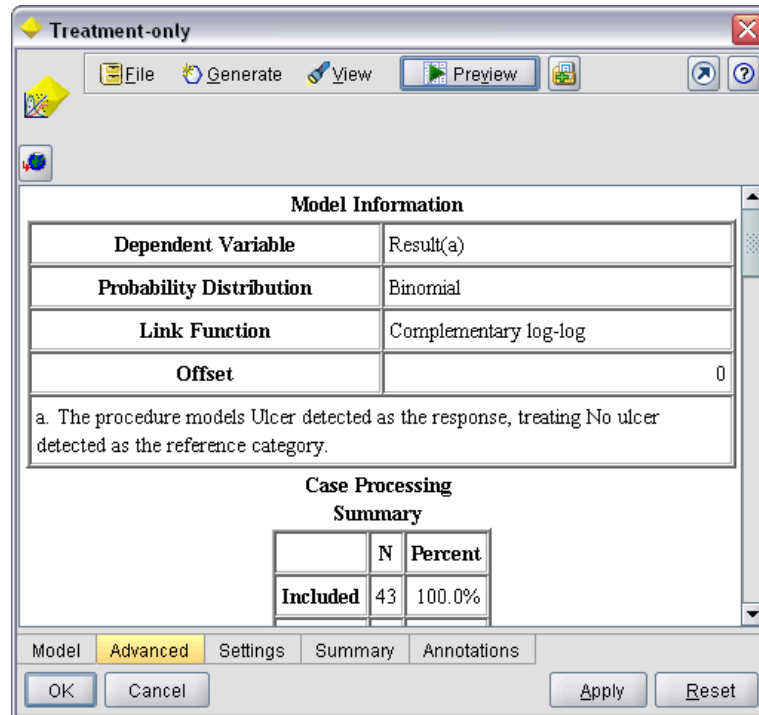 Treatment-only
File Generate View Preview
Model Information
Dependent Variable Result(a)
Probability Distribution Binomial
Link Function Complementary log-log
Offset 0
a. The procedure models Ulcer detected as the response, treating No ulcer
detected as the reference category.
Case Processing
Summary
N Percent
Included 43 100.0%
Model Advanced Settings Summary Annotations
OK Cancel Apply Reset